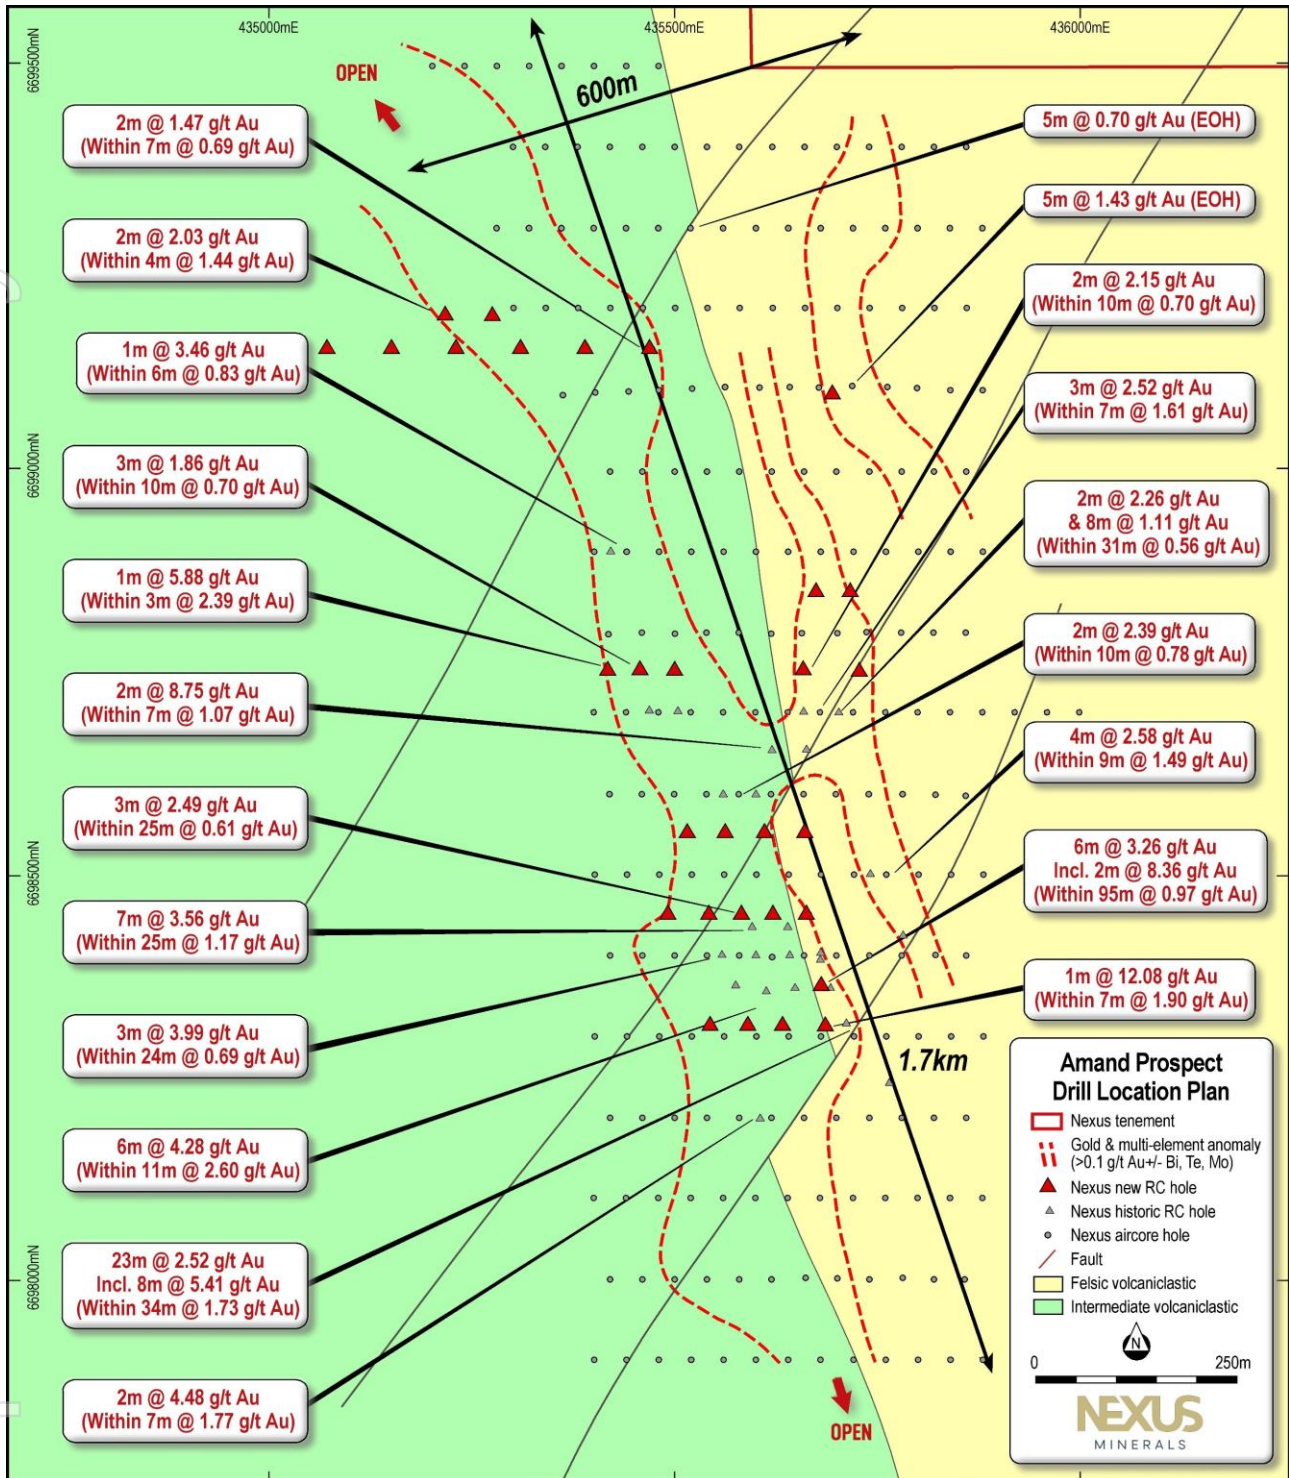 435000mE
435500mE
436000mE
6699500mN
6699000mN
6698500mN
6698000mN
OPEN
600m
2m @ 1.47 g/t Au
(Within 7m @ 0.69 g/t Au)
2m @ 2.03 g/t Au
(Within 4m @ 1.44 g/t Au)
1m @ 3.46 g/t Au
(Within 6m @ 0.83 g/t Au)
3m @ 1.86 g/t Au
(Within 10m @ 0.70 g/t Au)
1m @ 5.88 g/t Au
(Within 3m @ 2.39 g/t Au)
2m @ 8.75 g/t Au
(Within 7m @ 1.07 g/t Au)
3m @ 2.49 g/t Au
(Within 25m @ 0.61 g/t Au)
7m @ 3.56 g/t Au
(Within 25m @ 1.17 g/t Au)
3m @ 3.99 g/t Au
(Within 24m @ 0.69 g/t Au)
6m @ 4.28 g/t Au
(Within 11m @ 2.60 g/t Au)
23m @ 2.52 g/t Au
Incl. 8m @ 5.41 g/t Au
(Within 34m @ 1.73 g/t Au)
2m @ 4.48 g/t Au
(Within 7m @ 1.77 g/t Au)
5m @ 0.70 g/t Au (EOH)
5m @ 1.43 g/t Au (EOH)
2m @ 2.15 g/t Au
(Within 10m @ 0.70 g/t Au)
3m @ 2.52 g/t Au
(Within 7m @ 1.61 g/t Au)
2m @ 2.26 g/t Au
& 8m @ 1.11 g/t Au
(Within 31m @ 0.56 g/t Au)
2m @ 2.39 g/t Au
(Within 10m @ 0.78 g/t Au)
4m @ 2.58 g/t Au
(Within 9m @ 1.49 g/t Au)
6m @ 3.26 g/t Au
Incl. 2m @ 8.36 g/t Au
(Within 95m @ 0.97 g/t Au)
1m @ 12.08 g/t Au
(Within 7m @ 1.90 g/t Au)
1.7km
OPEN
Amand Prospect
Drill Location Plan
Nexus tenement
Gold & multi-element anomaly
(>0.1 g/t Au+/- Bi, Te, Mo)
Nexus new RC hole
Nexus historic RC hole
Nexus aircore hole
Fault
Felsic volcaniclastic
Intermediate volcaniclastic
N
0 250m
NEXUS
MINERALS